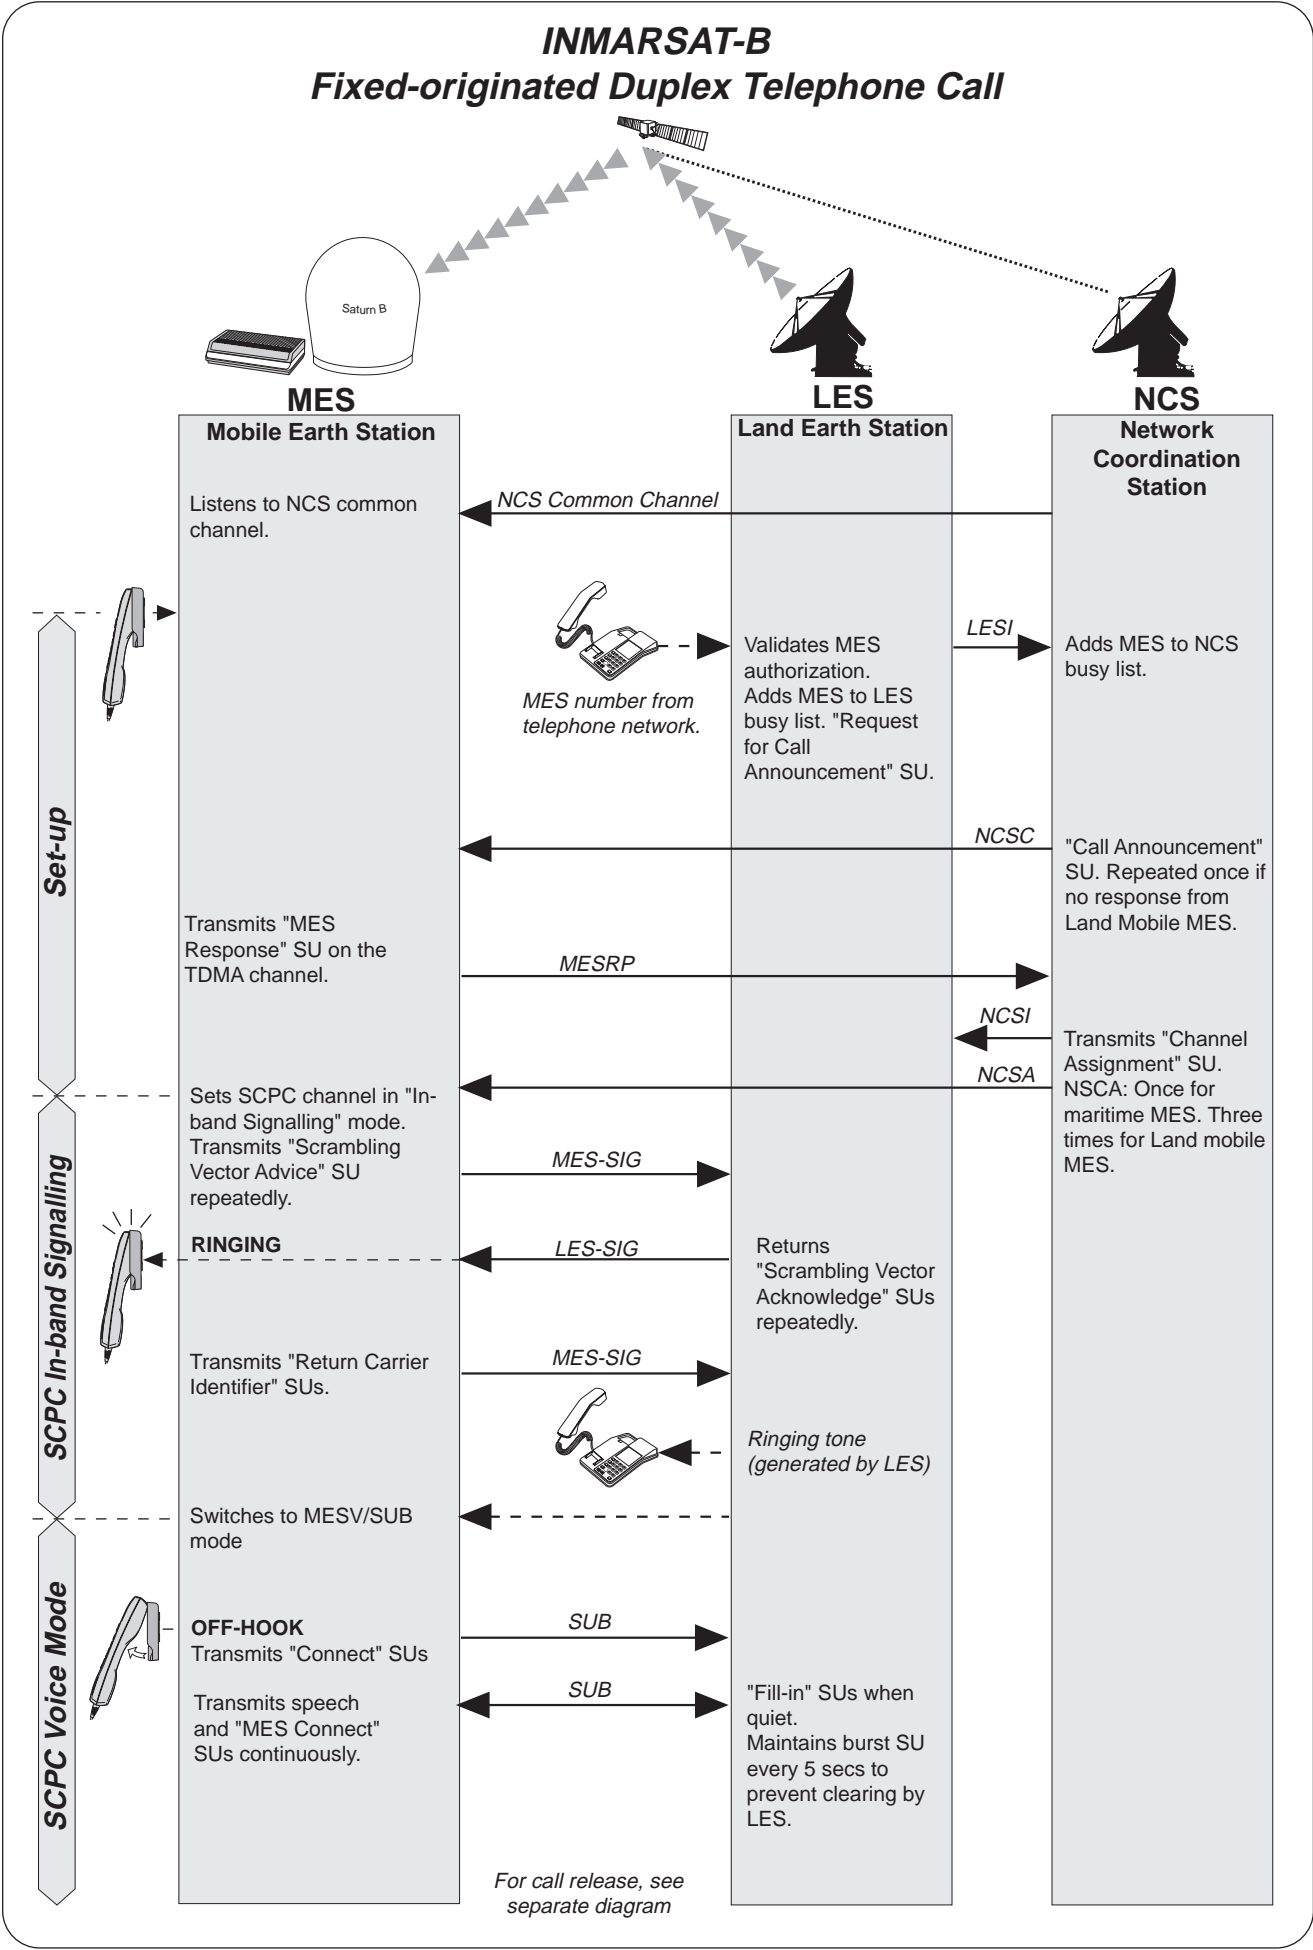 INMARSAT-B
Fixed-originated Duplex Telephone Call
Saturn B
MES
Mobile Earth Station
LES
Land Earth Station
NCS
Network
Coordination
Station
Listens to NCS common
channel.
NCS Common Channel
MES number from
telephone network.
Validates MES
authorization.
Adds MES to LES
busy list. "Request
for Call
Announcement" SU.
LESI
Adds MES to NCS
busy list.
Set-up
NCSC
"Call Announcement"
SU. Repeated once if
no response from
Land Mobile MES.
Transmits "MES
Response" SU on the
TDMA channel.
MESRP
NCSI
Transmits "Channel
Assignment" SU.
NSCA: Once for
maritime MES. Three
times for Land mobile
MES.
NCSA
Sets SCPC channel in "In-
band Signalling" mode.
Transmits "Scrambling
Vector Advice" SU
repeatedly.
MES-SIG
SCPC In-band Signalling
RINGING
LES-SIG
Returns
"Scrambling Vector
Acknowledge" SUs
repeatedly.
Transmits "Return Carrier
Identifier" SUs.
MES-SIG
Ringing tone
(generated by LES)
Switches to MESV/SUB
mode
SCPC Voice Mode
OFF-HOOK
Transmits "Connect" SUs
SUB
Transmits speech
and "MES Connect"
SUs continuously.
SUB
"Fill-in" SUs when
quiet.
Maintains burst SU
every 5 secs to
prevent clearing by
LES.
For call release, see
separate diagram